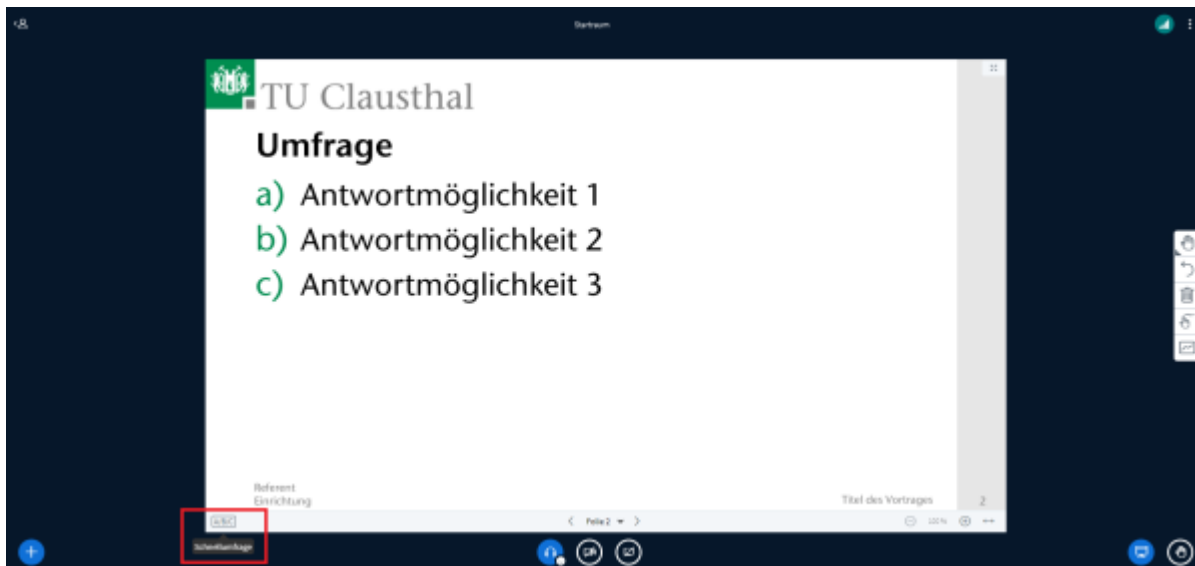 Startraum
TU Clausthal
Umfrage
a) Antwortmöglichkeit 1
b) Antwortmöglichkeit 2
c) Antwortmöglichkeit 3
Referent
Einrichtung
Titel des Vortrages 2
A/B/C
Folie 2
100%
Schnellumfrage